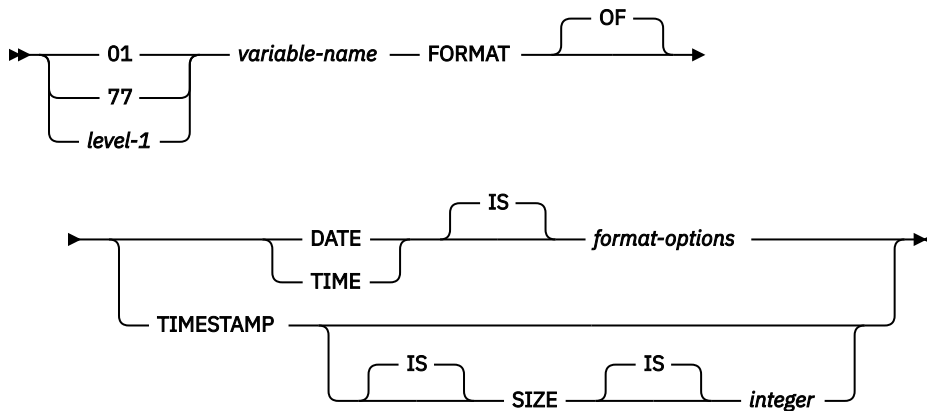 OF
01 variable-name FORMAT
77
level-1
IS
DATE format-options
TIME
TIMESTAMP
IS IS
SIZE integer